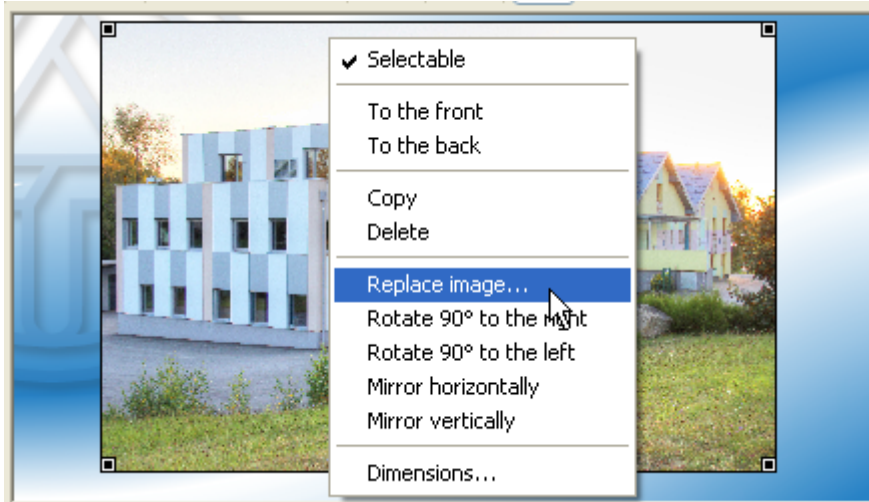 Selectable
To the front
To the back
Copy
Delete
Replace image...
Rotate 90° to the right
Rotate 90° to the left
Mirror horizontally
Mirror vertically
Dimensions...